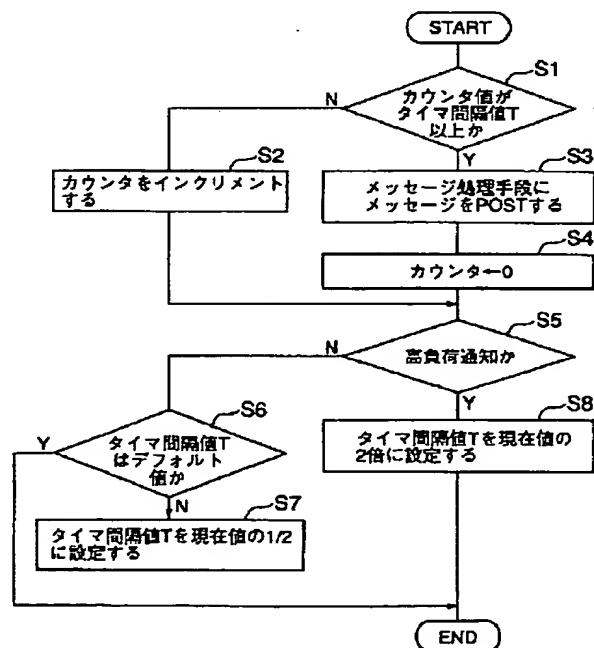 START
S1
カウンタ値が
タイマ間隔値T
以上か
N
Y
S2
カウンタをインクリメント
する
S3
メッセージ処理手段に
メッセージをPOSTする
S4
カウンタ←0
S5
高負荷通知か
N
Y
S6
タイマ間隔値T
はデフォルト
値か
Y
N
S8
タイマ間隔値Tを現在値の
2倍に設定する
S7
タイマ間隔値Tを現在値の1/2
に設定する
END